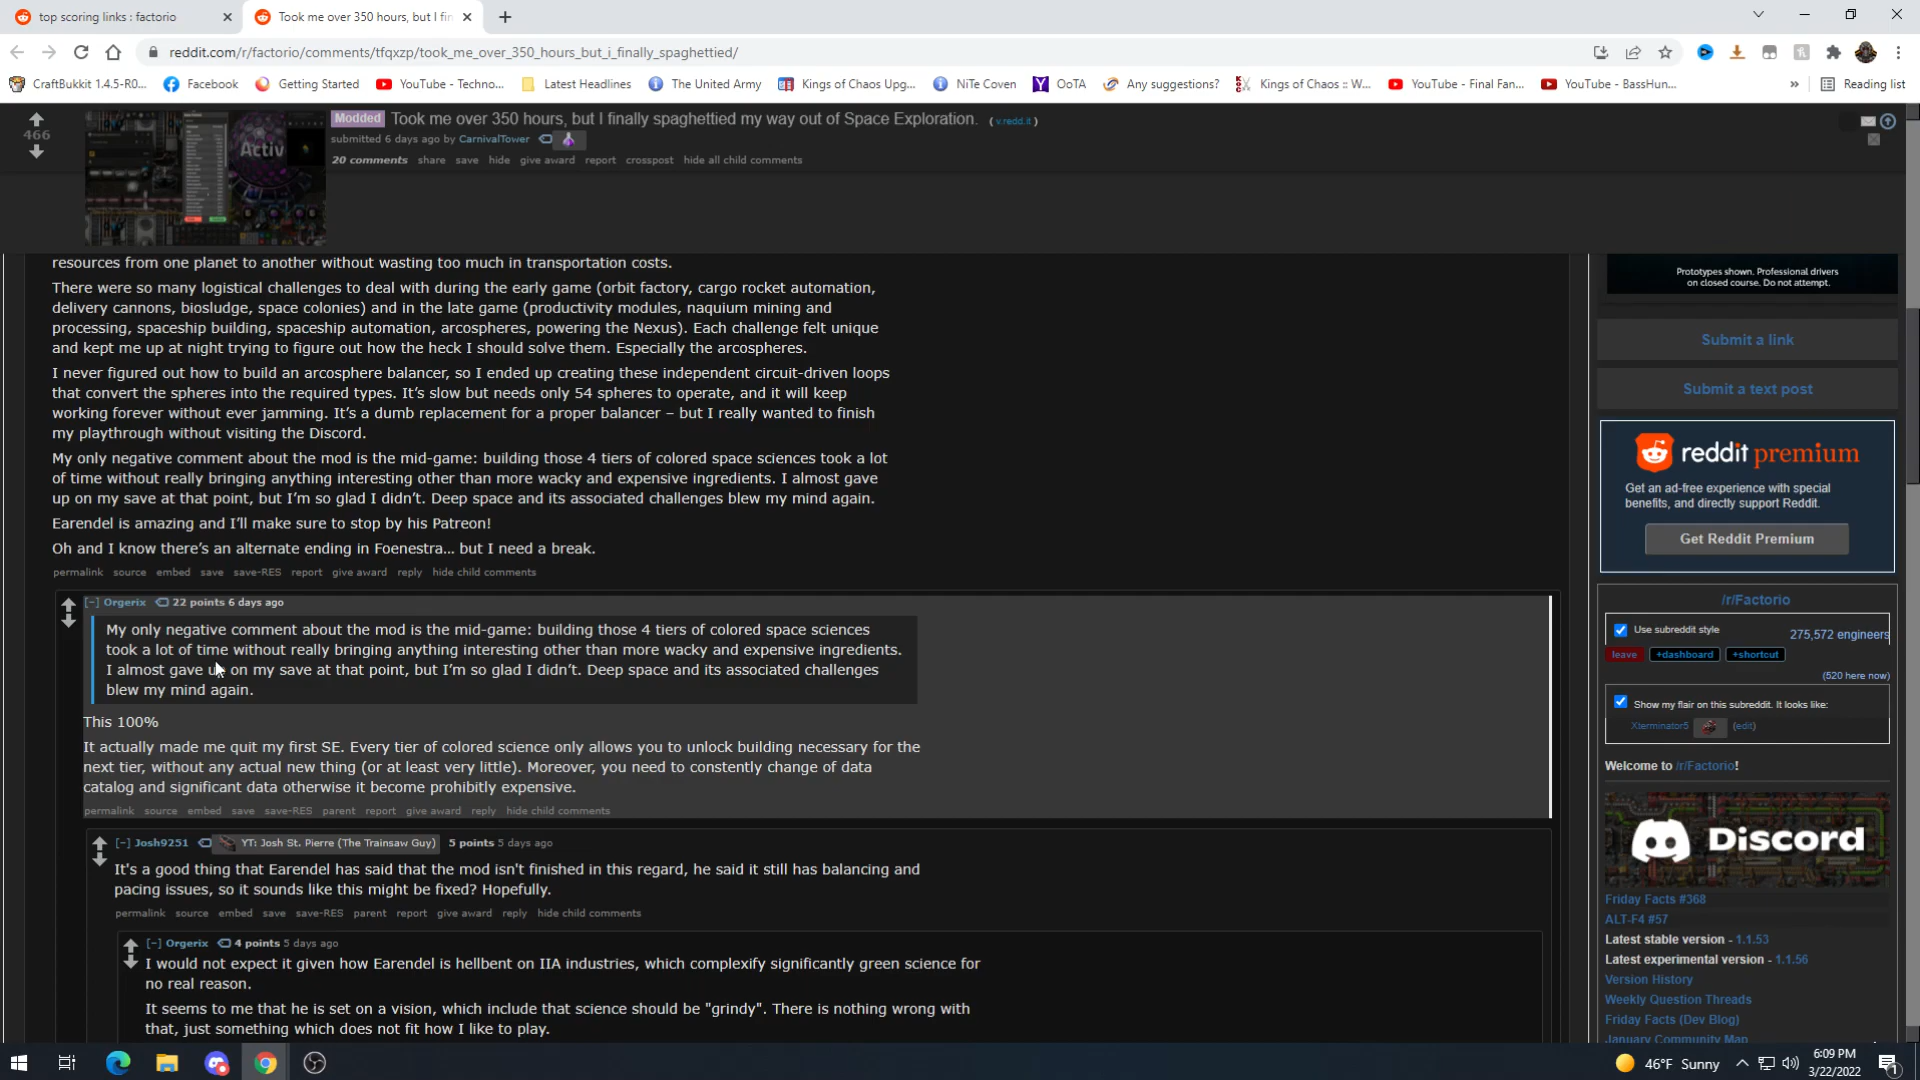 top scoring links : factorio
Took me over 350 hours, but I fin
reddit.com/r/factorio/comments/tfqxzp/took_me_over_350_hours_but_i_finally_spaghettied/
CraftBukkit 1.4.5-R0...
Facebook
Getting Started
YouTube - Techno...
Latest Headlines
The United Army
Kings of Chaos Upg...
NiTe Coven
OoTA
Any suggestions?
Kings of Chaos :: W...
YouTube - Final Fan...
YouTube - BassHun...
»
Reading list
466
Activ
Modded Took me over 350 hours, but I finally spaghettied my way out of Space Exploration. (v.redd.it)
submitted 6 days ago by CarnivalTower
20 comments share save hide give award report crosspost hide all child comments
resources from one planet to another without wasting too much in transportation costs.
There were so many logistical challenges to deal with during the early game (orbit factory, cargo rocket automation,
delivery cannons, biosludge, space colonies) and in the late game (productivity modules, naquium mining and
processing, spaceship building, spaceship automation, arcospheres, powering the Nexus). Each challenge felt unique
and kept me up at night trying to figure out how the heck I should solve them. Especially the arcospheres.
I never figured out how to build an arcosphere balancer, so I ended up creating these independent circuit-driven loops
that convert the spheres into the required types. It's slow but needs only 54 spheres to operate, and it will keep
working forever without ever jamming. It's a dumb replacement for a proper balancer – but I really wanted to finish
my playthrough without visiting the Discord.
My only negative comment about the mod is the mid-game: building those 4 tiers of colored space sciences took a lot
of time without really bringing anything interesting other than more wacky and expensive ingredients. I almost gave
up on my save at that point, but I'm so glad I didn't. Deep space and its associated challenges blew my mind again.
Earendel is amazing and I'll make sure to stop by his Patreon!
Oh and I know there's an alternate ending in Foenestra... but I need a break.
permalink source embed save save-RES report give award reply hide child comments
[–] Orgerix 22 points 6 days ago
My only negative comment about the mod is the mid-game: building those 4 tiers of colored space sciences
took a lot of time without really bringing anything interesting other than more wacky and expensive ingredients.
I almost gave up on my save at that point, but I'm so glad I didn't. Deep space and its associated challenges
blew my mind again.
This 100%
It actually made me quit my first SE. Every tier of colored science only allows you to unlock building necessary for the
next tier, without any actual new thing (or at least very little). Moreover, you need to constently change of data
catalog and significant data otherwise it become prohibitly expensive.
permalink source embed save save-RES parent report give award reply hide child comments
[–] Josh9251 YT: Josh St. Pierre (The Trainsaw Guy) 5 points 5 days ago
It's a good thing that Earendel has said that the mod isn't finished in this regard, he said it still has balancing and
pacing issues, so it sounds like this might be fixed? Hopefully.
permalink source embed save save-RES parent report give award reply hide child comments
[–] Orgerix 4 points 5 days ago
I would not expect it given how Earendel is hellbent on IIA industries, which complexify significantly green science for
no real reason.
It seems to me that he is set on a vision, which include that science should be "grindy". There is nothing wrong with
that, just something which does not fit how I like to play.
Prototypes shown. Professional drivers
on closed course. Do not attempt.
Submit a link
Submit a text post
reddit premium
Get an ad-free experience with special
benefits, and directly support Reddit.
Get Reddit Premium
/r/Factorio
Use subreddit style
275,572 engineers
leave +dashboard +shortcut
(520 here now)
Show my flair on this subreddit. It looks like:
Xterminator5 (edit)
Welcome to /r/Factorio!
Discord
Friday Facts #368
ALT-F4 #57
Latest stable version - 1.1.53
Latest experimental version - 1.1.56
Version History
Weekly Question Threads
Friday Facts (Dev Blog)
January Community Map
46°F Sunny
6:09 PM
3/22/2022
1